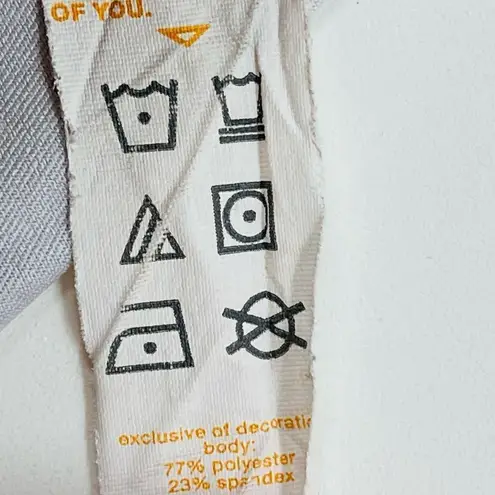 OF YOU.
exclusive of decoratio
body:
77% polyester
23% spandex